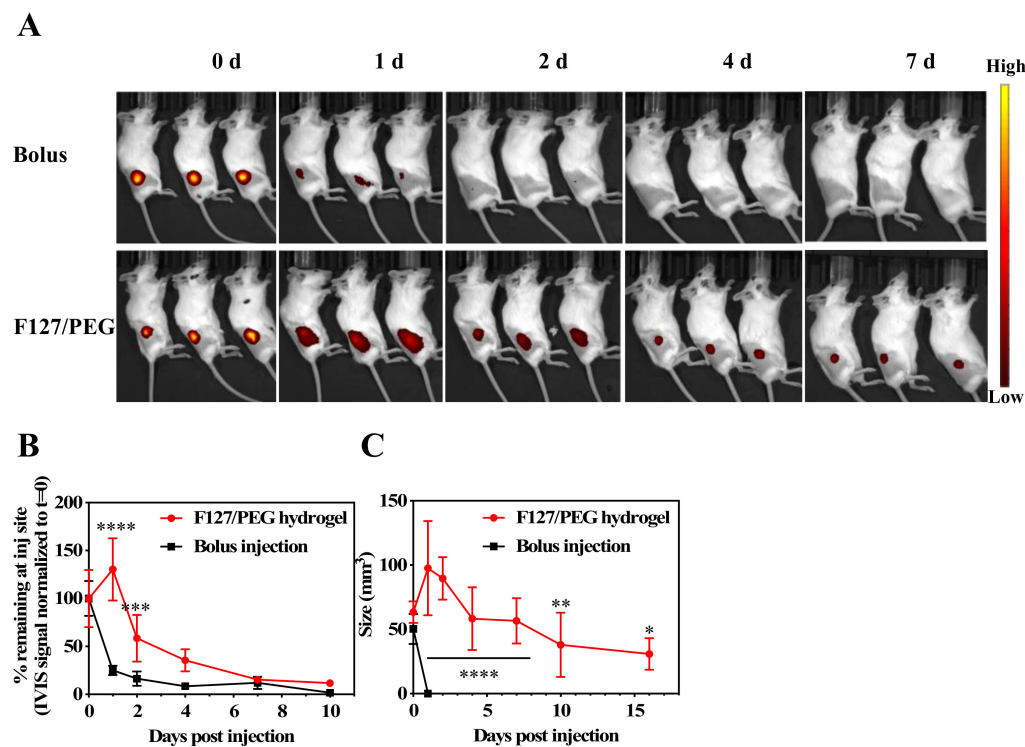 A
0 d 1 d 2 d 4 d 7 d
High
Bolus
F127/PEG
Low
B
% remaining at inj site
(IVIS signal normalized to t=0)
200
150
100
50
0
****
***
F127/PEG hydrogel
Bolus injection
0 2 4 6 8 10
Days post injection
C
Size (mm³)
150
100
50
0
F127/PEG hydrogel
Bolus injection
****
**
*
0 5 10 15
Days post injection